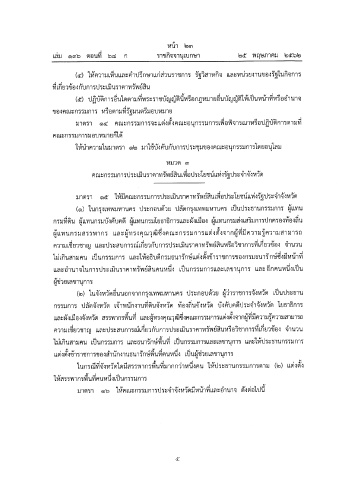 หน้า ๒๓
เล่ม ๑๓๖ ตอนที่ ๖๘ ก ราชกิจจานุเบกษา ๒๕ พฤษภาคม ๒๕๖๒
(๔) ให้ความเห็นและคำปรึกษาแก่ส่วนราชการ รัฐวิสาหกิจ และหน่วยงานของรัฐในกิจการ
ที่เกี่ยวข้องกับการประเมินราคาทรัพย์สิน
(๕) ปฏิบัติการอื่นใดตามที่พระราชบัญญัตินี้หรือกฎหมายอื่นบัญญัติให้เป็นหน้าที่หรืออำนาจ
ของคณะกรรมการ หรือตามที่รัฐมนตรีมอบหมาย
มาตรา ๑๔ คณะกรรมการจะแต่งตั้งคณะอนุกรรมการเพื่อพิจารณาหรือปฏิบัติการตามที่
คณะกรรมการมอบหมายก็ได้
ให้นำความในมาตรา ๑๒ มาใช้บังคับการประชุมของคณะอนุกรรมการโดยอนุโลม
หมวด ๓
คณะกรรมการประเมินราคาทรัพย์สินเพื่อประโยชน์แห่งรัฐประจำจังหวัด
มาตรา ๑๕ ให้มีคณะกรรมการประเมินราคาทรัพย์สินเพื่อประโยชน์แห่งรัฐประจำจังหวัด
(๑) ในกรุงเทพมหานคร ประกอบด้วย ปลัดกรุงเทพมหานคร เป็นประธานกรรมการ ผู้แทน
กรมที่ดิน ผู้แทนกรมบังคับคดี ผู้แทนกรมโยธาธิการและผังเมือง ผู้แทนกรมส่งเสริมการปกครองท้องถิ่น
ผู้แทนกรมสรรพากร และผู้ทรงคุณวุฒิซึ่งคณะกรรมการแต่งตั้งจากผู้ที่มีความรู้ความสามารถ
ความเชี่ยวชาญ และประสบการณ์เกี่ยวกับการประเมินราคาทรัพย์สินหรือวิชาการที่เกี่ยวข้อง จำนวน
ไม่เกินสามคน เป็นกรรมการ และให้อธิบดีกรมธนารักษ์แต่งตั้งข้าราชการของกรมธนารักษ์ซึ่งมีหน้าที่
และอำนาจในการประเมินราคาทรัพย์สินคนหนึ่ง เป็นกรรมการและเลขานุการ และอีกคนหนึ่งเป็น
ผู้ช่วยเลขานุการ
(๒) ในจังหวัดอื่นนอกจากกรุงเทพมหานคร ประกอบด้วย ผู้ว่าราชการจังหวัด เป็นประธาน
กรรมการ ปลัดจังหวัด เจ้าพนักงานที่ดินจังหวัด ท้องถิ่นจังหวัด บังคับคดีประจำจังหวัด โยธาธิการ
และผังเมืองจังหวัด สรรพากรพื้นที่ และผู้ทรงคุณวุฒิซึ่งคณะกรรมการแต่งตั้งจากผู้ที่มีความรู้ความสามารถ
ความเชี่ยวชาญ และประสบการณ์เกี่ยวกับการประเมินราคาทรัพย์สินหรือวิชาการที่เกี่ยวข้อง จำนวน
ไม่เกินสามคน เป็นกรรมการ และธนารักษ์พื้นที่ เป็นกรรมการและเลขานุการ และให้ประธานกรรมการ
แต่งตั้งข้าราชการของสำนักงานธนารักษ์พื้นที่คนหนึ่ง เป็นผู้ช่วยเลขานุการ
ในกรณีที่จังหวัดใดมีสรรพากรพื้นที่มากกว่าหนึ่งคน ให้ประธานกรรมการตาม (๒) แต่งตั้ง
ให้สรรพากรพื้นที่คนหนึ่งเป็นกรรมการ
มาตรา ๑๖ ให้คณะกรรมการประจำจังหวัดมีหน้าที่และอำนาจ ดังต่อไปนี้
๕